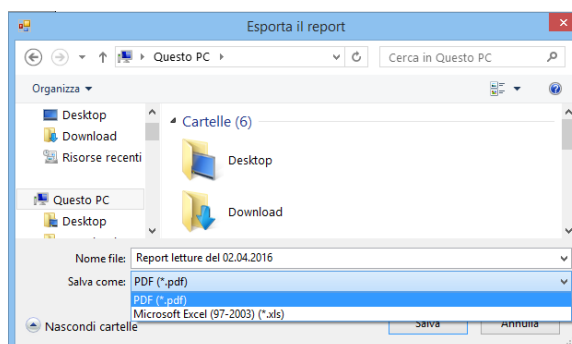 Esporta il report
Questo PC
Cerca in Questo PC
Organizza
Desktop
Download
Risorse recenti
Questo PC
Desktop
Cartelle (6)
Desktop
Download
Nome file: Report letture del 02.04.2016
Salva come: PDF (*.pdf)
PDF (*.pdf)
Microsoft Excel (97-2003) (*.xls)
Nascondi cartelle
Salva
Annulla